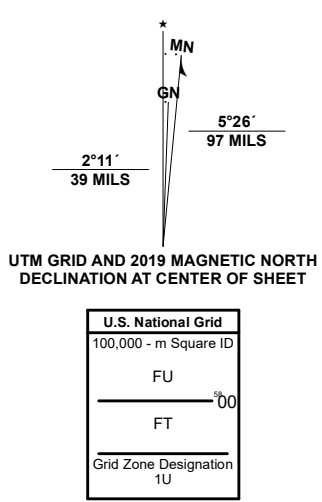 ★
MN
GN
5°26´
97 MILS
2°11´
39 MILS
UTM GRID AND 2019 MAGNETIC NORTH
DECLINATION AT CENTER OF SHEET
U.S. National Grid
100,000 - m Square ID
FU
5800
FT
Grid Zone Designation
1U